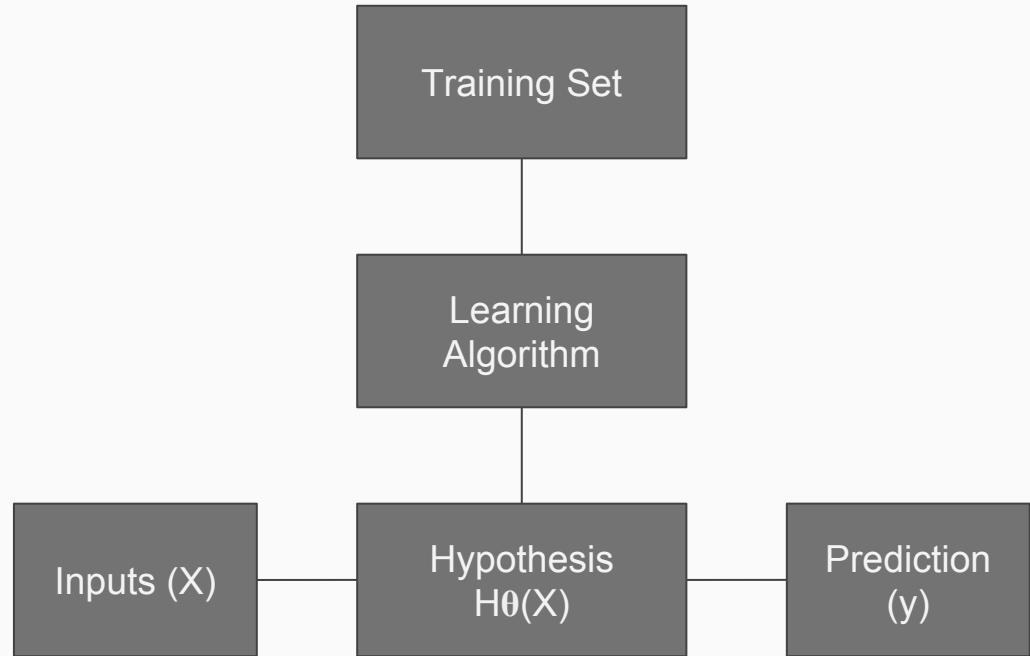 Training Set
Learning
Algorithm
Inputs (X)
Hypothesis
Hθ(X)
Prediction
(y)